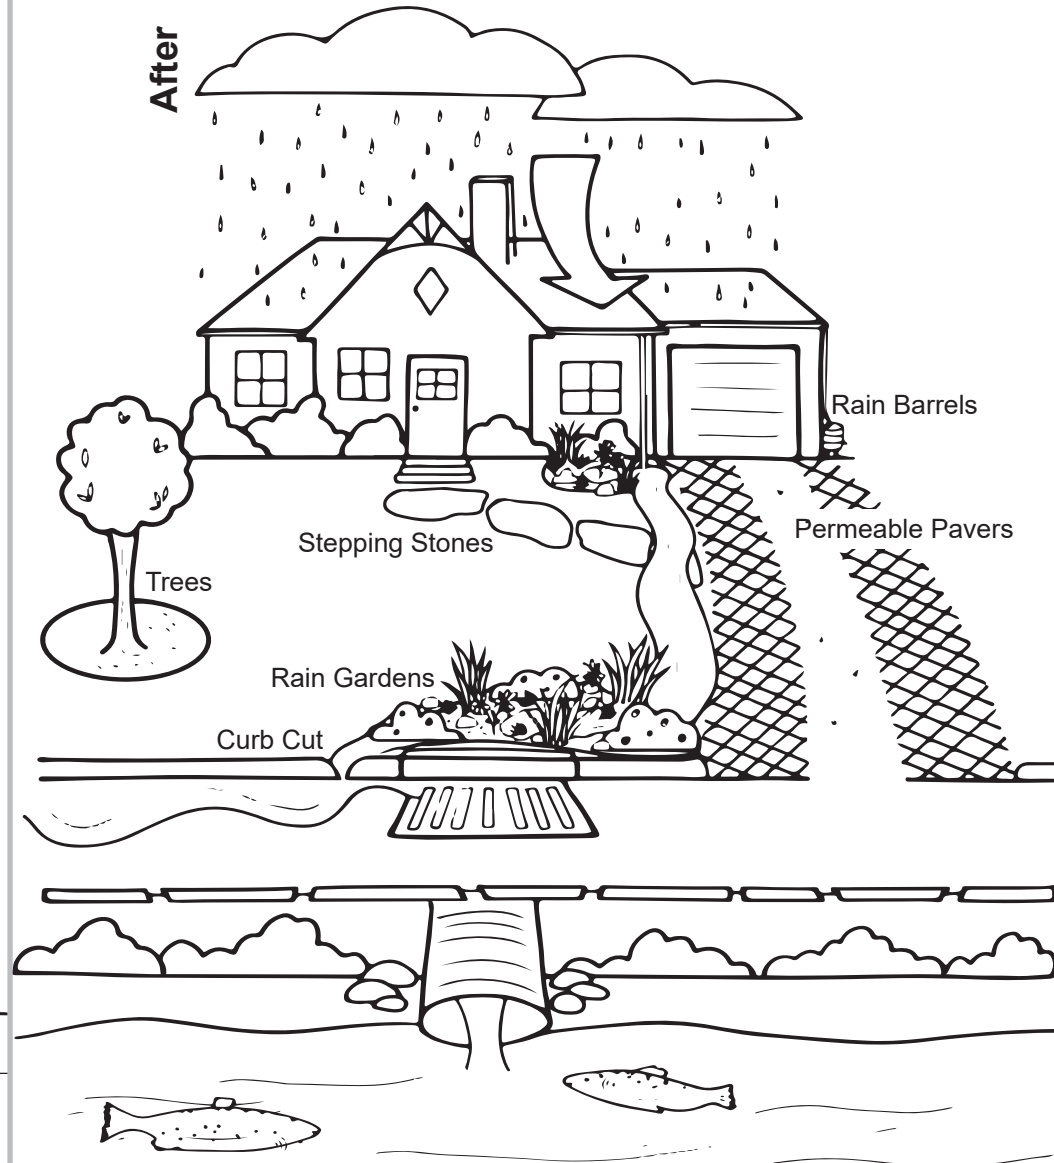 After
Rain Barrels
Permeable Pavers
Stepping Stones
Trees
Rain Gardens
Curb Cut